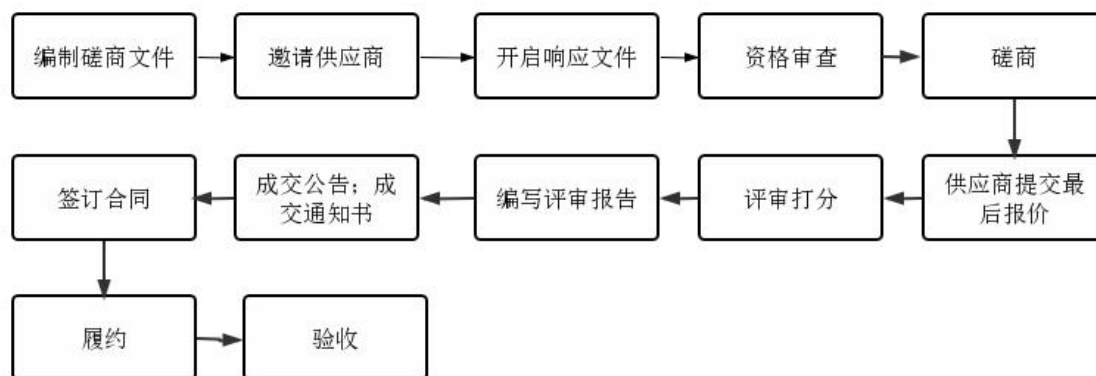 编制磋商文件
邀请供应商
开启响应文件
资格审查
磋商
供应商提交最
后报价
评审打分
编写评审报告
成交公告；成
交通知书
签订合同
履约
验收